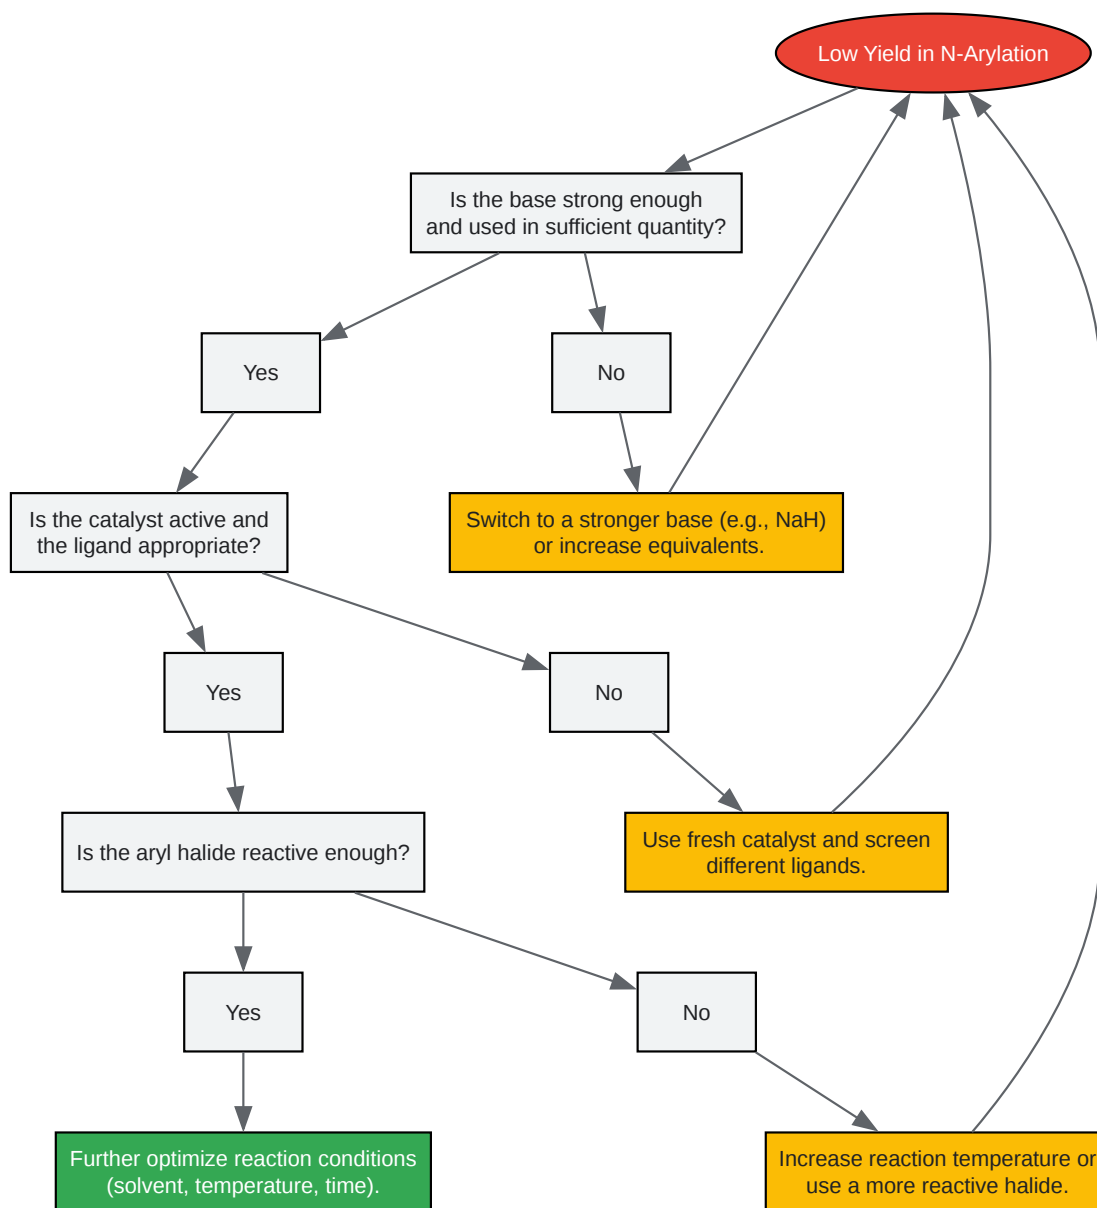 Low Yield in N-Arylation
Is the base strong enough
and used in sufficient quantity?
Yes
No
Is the catalyst active and
the ligand appropriate?
Switch to a stronger base (e.g., NaH)
or increase equivalents.
Yes
No
Is the aryl halide reactive enough?
Use fresh catalyst and screen
different ligands.
Yes
No
Further optimize reaction conditions
(solvent, temperature, time).
Increase reaction temperature or
use a more reactive halide.